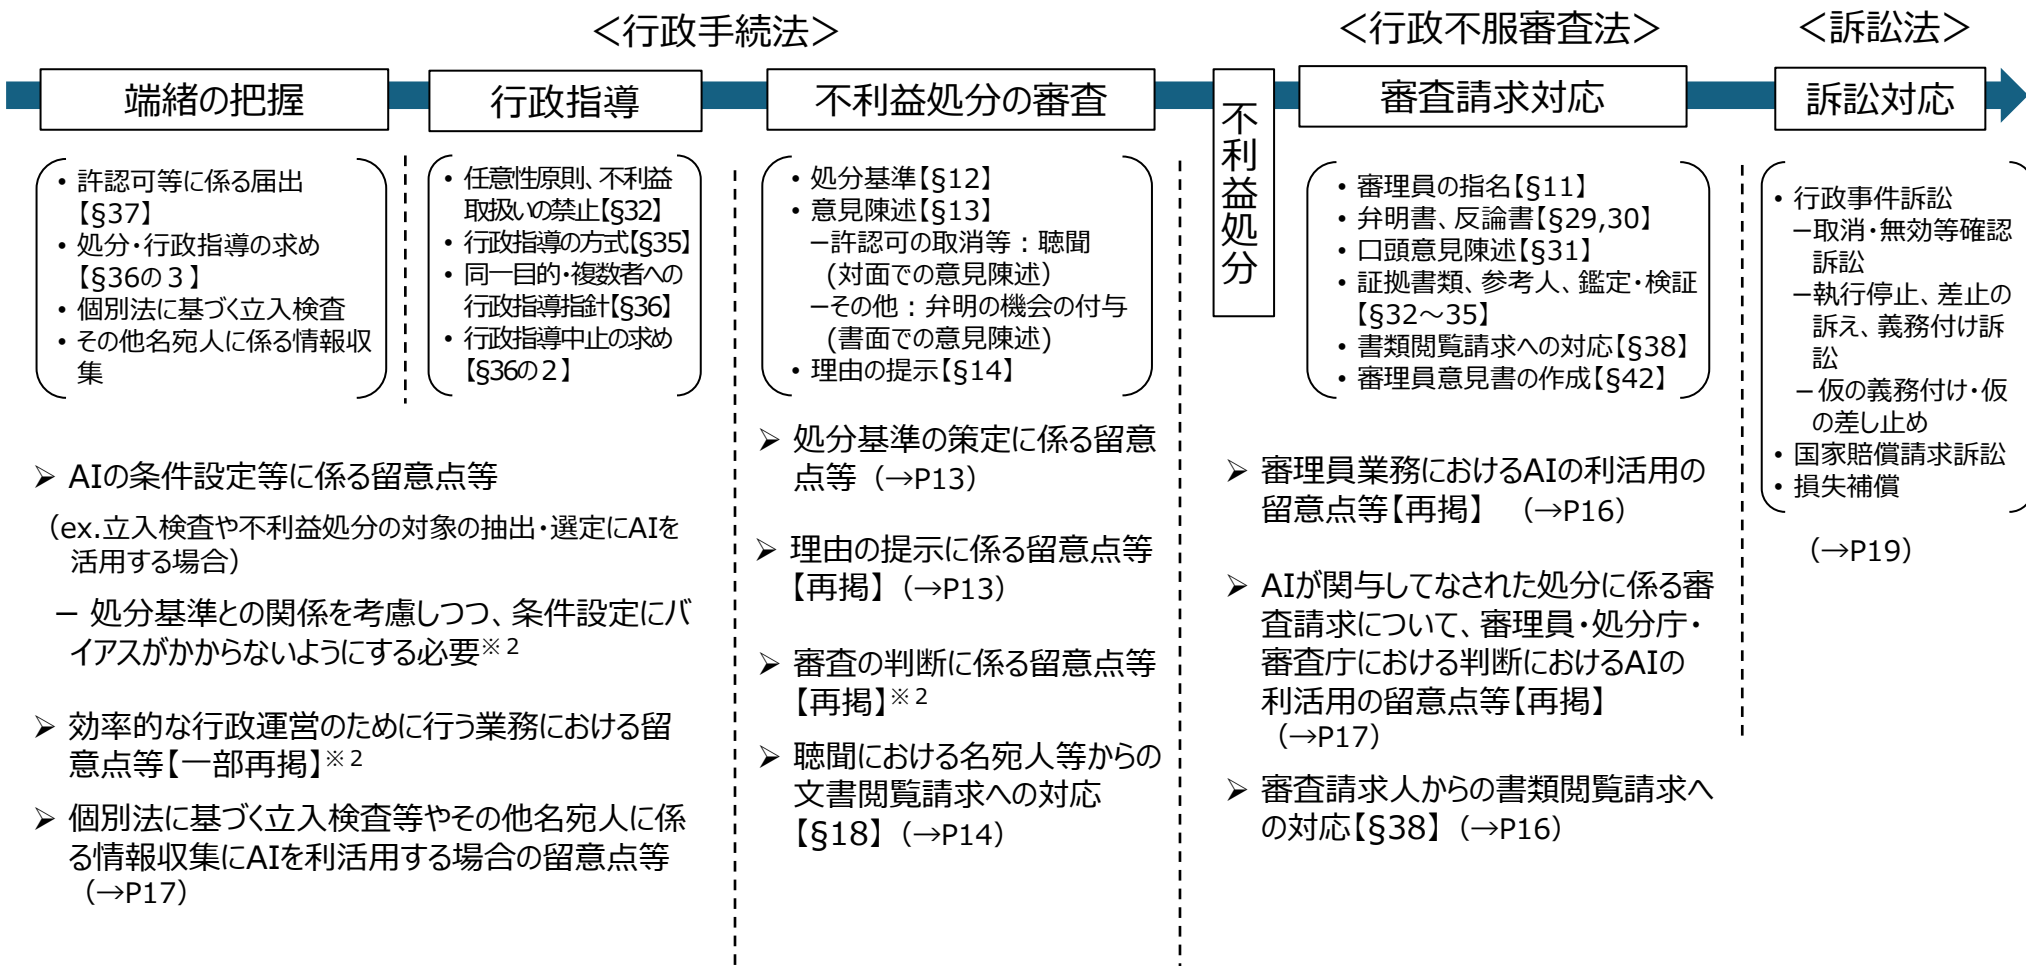 ＜行政手続法＞
＜行政不服審査法＞
＜訴訟法＞
端緒の把握
行政指導
不利益処分の審査
不利益処分
審査請求対応
訴訟対応
• 許認可等に係る届出
【§37】
• 処分・行政指導の求め
【§36の３】
• 個別法に基づく立入検査
• その他名宛人に係る情報収
集
• 任意性原則、不利益
取扱いの禁止【§32】
• 行政指導の方式【§35】
• 同一目的・複数者への
行政指導指針【§36】
• 行政指導中止の求め
【§36の２】
• 処分基準【§12】
• 意見陳述【§13】
－許認可の取消等：聴聞
（対面での意見陳述）
－その他：弁明の機会の付与
（書面での意見陳述）
• 理由の提示【§14】
• 審理員の指名【§11】
• 弁明書、反論書【§29,30】
• 口頭意見陳述【§31】
• 証拠書類、参考人、鑑定・検証
【§32～35】
• 書類閲覧請求への対応【§38】
• 審理員意見書の作成【§42】
• 行政事件訴訟
－取消・無効等確認
訴訟
－執行停止、差止の
訴え、義務付け訴
訟
－仮の義務付け・仮
の差し止め
• 国家賠償請求訴訟
• 損失補償
（→P19）
➢ AIの条件設定等に係る留意点等
（ex.立入検査や不利益処分の対象の抽出・選定にAIを
活用する場合）
－ 処分基準との関係を考慮しつつ、条件設定にバ
イアスがかからないようにする必要※２
➢ 効率的な行政運営のために行う業務における留
意点等【一部再掲】※２
➢ 個別法に基づく立入検査等やその他名宛人に係
る情報収集にAIを利活用する場合の留意点等
（→P17）
➢ 処分基準の策定に係る留意
点等（→P13）
➢ 理由の提示に係る留意点等
【再掲】（→P13）
➢ 審査の判断に係る留意点等
【再掲】※２
➢ 聴聞における名宛人等からの
文書閲覧請求への対応
【§18】（→P14）
➢ 審理員業務におけるAIの利活用の
留意点等【再掲】 （→P16）
➢ AIが関与してなされた処分に係る審
査請求について、審理員・処分庁・
審査庁における判断におけるAIの
利活用の留意点等【再掲】
（→P17）
➢ 審査請求人からの書類閲覧請求へ
の対応【§38】（→P16）